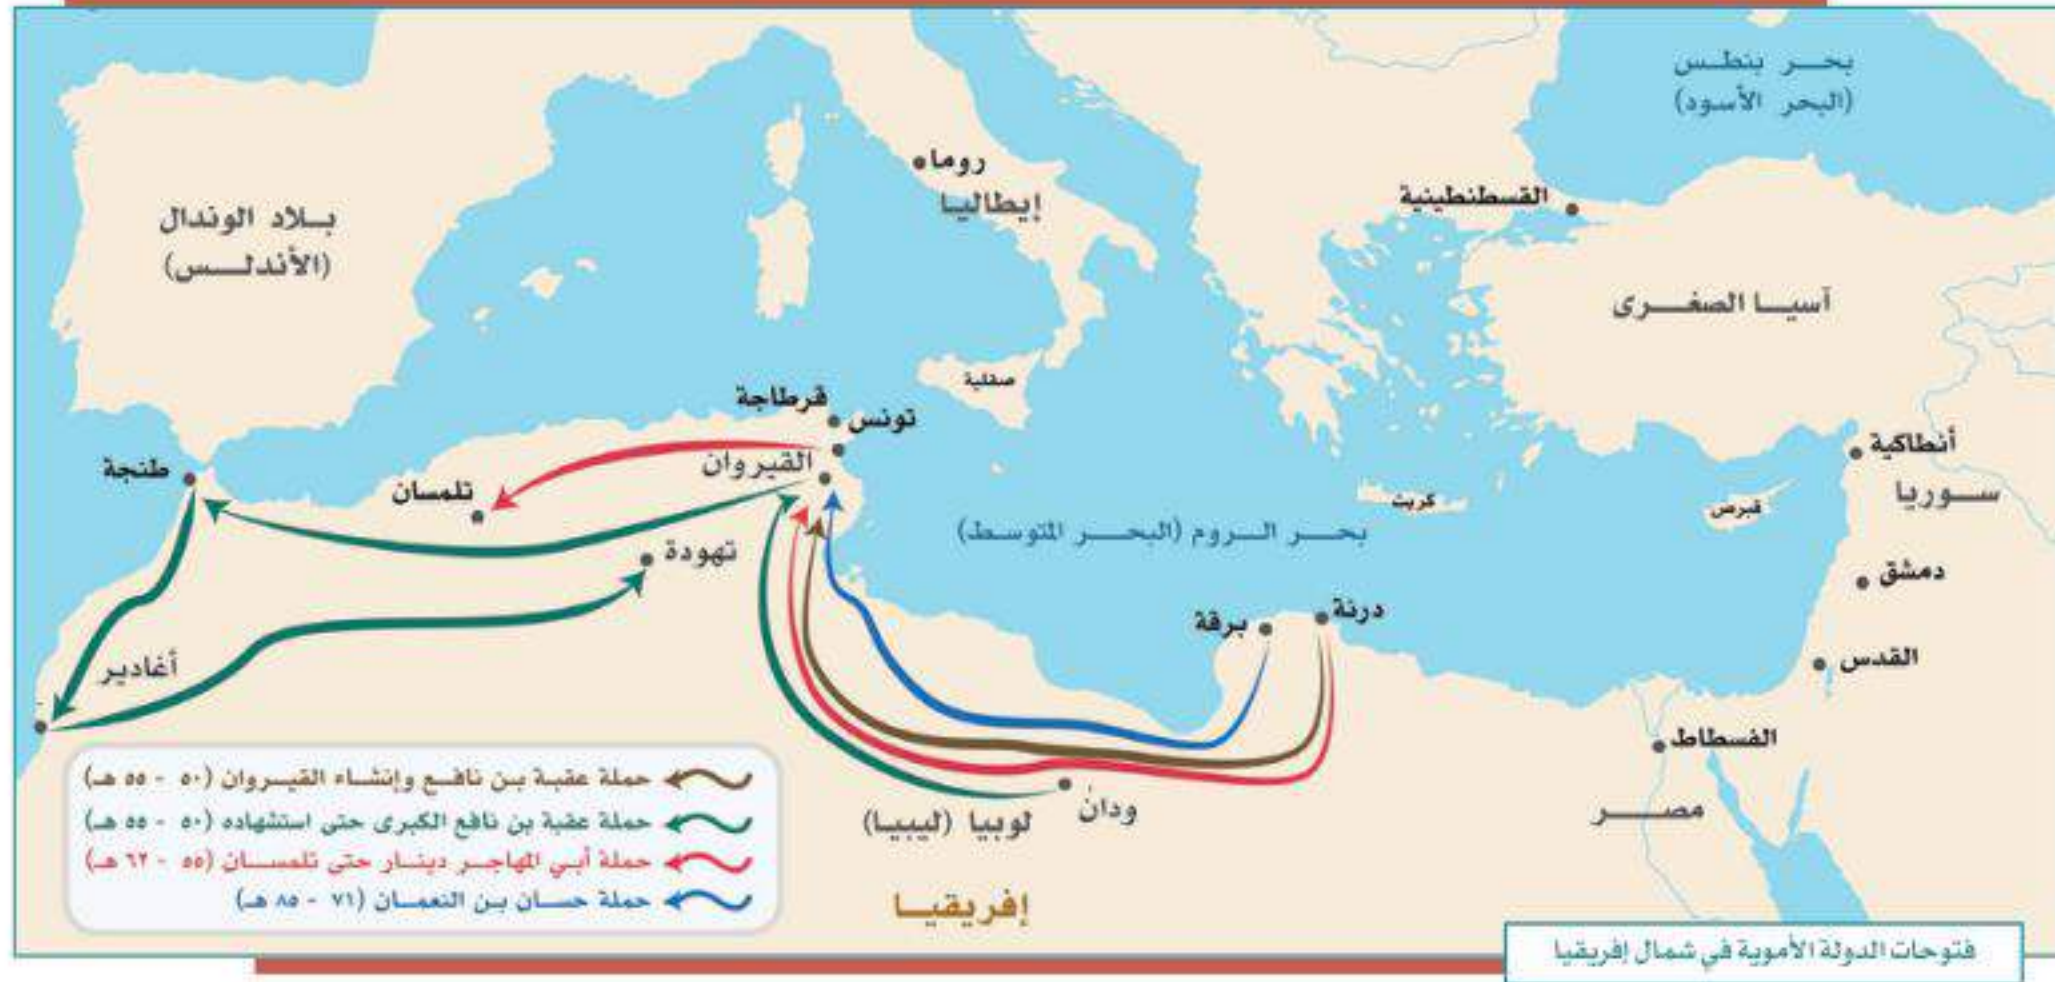 بحر بنطس
(البحر الأسود)
روما
إيطاليا
القسطنطينية
بلاد الوندال
(الأندلس)
آسيا الصغرى
صقلية
قرطاجة
تونس
القيروان
طنجة
تلمسان
تهودة
أنطاكية
سوريا
كريت
قبرص
بحر الروم (البحر المتوسط)
دمشق
درنة
برقة
القدس
أغادير
الفسطاط
مصر
ودان
لوبيا (ليبيا)
إفريقيا
حملة عقبة بن نافع وإنشاء القيروان (٥٠ - ٥٥ هـ)
حملة عقبة بن نافع الكبرى حتى استشهاده (٥٠ - ٥٥ هـ)
حملة أبي المهاجر دينار حتى تلمسان (٥٥ - ٦٢ هـ)
حملة حسان بن النعمان (٧١ - ٨٥ هـ)
فتوحات الدولة الأموية في شمال إفريقيا